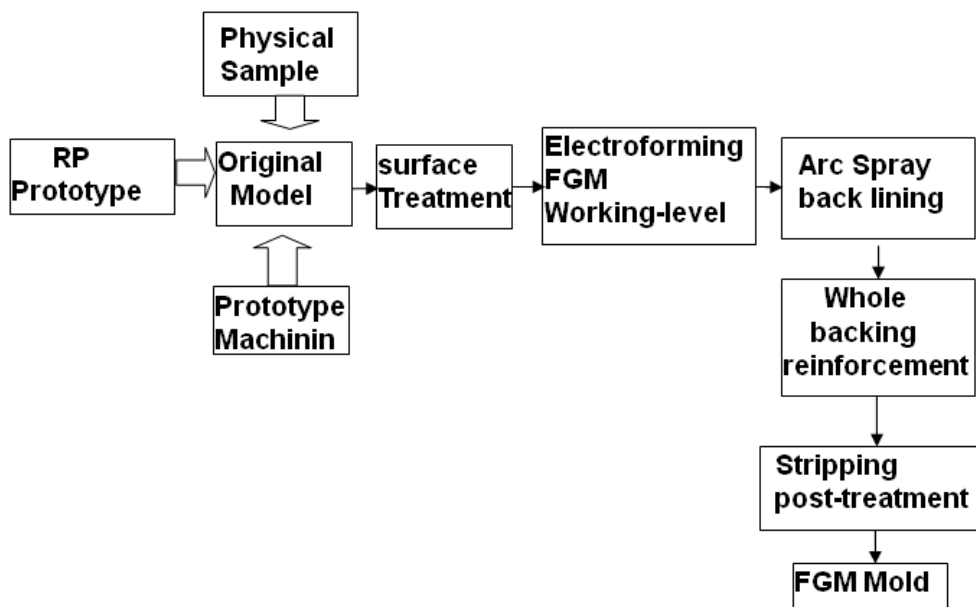 Physical
Sample
RP
Prototype
Original
Model
Prototype
Machinin
surface
Treatment
Electroforming
FGM
Working-level
Arc Spray
back lining
Whole
backing
reinforcement
Stripping
post-treatment
FGM Mold